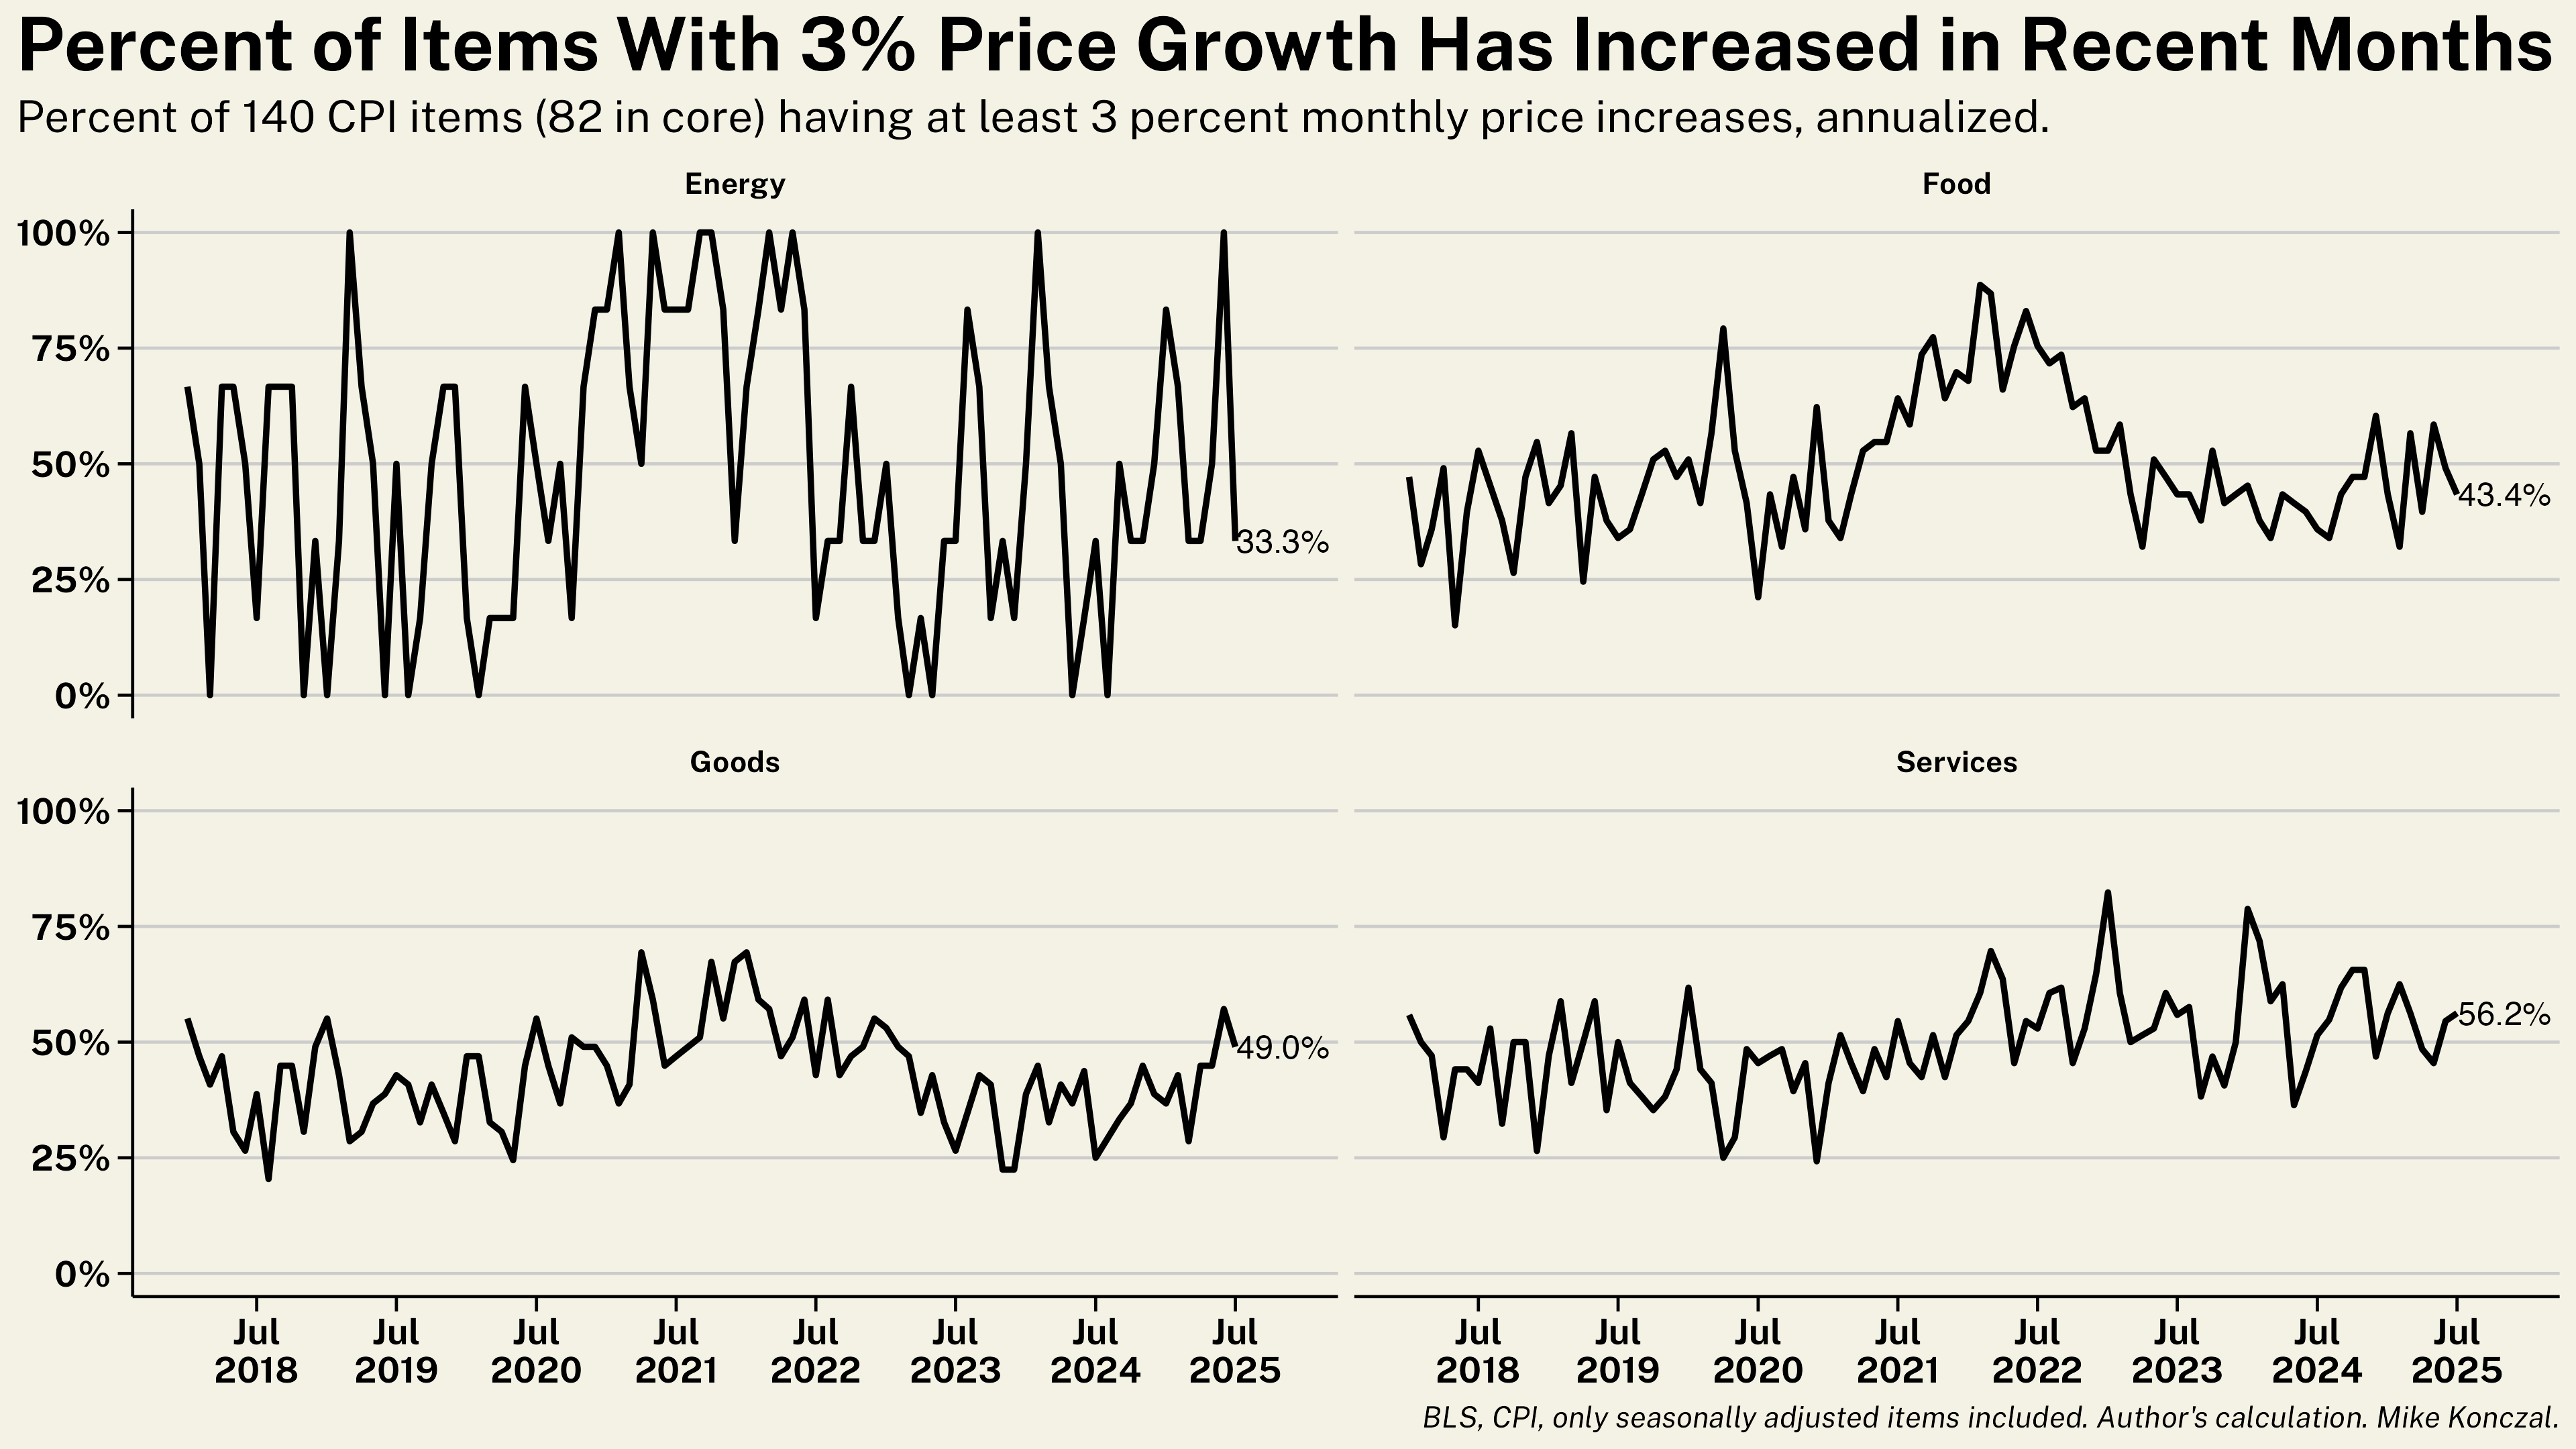 Percent of Items With 3% Price Growth Has Increased in Recent Months
Percent of 140 CPI items (82 in core) having at least 3 percent monthly price increases, annualized.
Energy
Food
100%
75%
50%
25%
0%
33.3%
43.4%
Goods
Services
100%
75%
50%
25%
0%
49.0%
56.2%
Jul Jul Jul Jul Jul Jul Jul Jul
2018 2019 2020 2021 2022 2023 2024 2025
Jul Jul Jul Jul Jul Jul Jul Jul
2018 2019 2020 2021 2022 2023 2024 2025
BLS, CPI, only seasonally adjusted items included. Author's calculation. Mike Konczal.